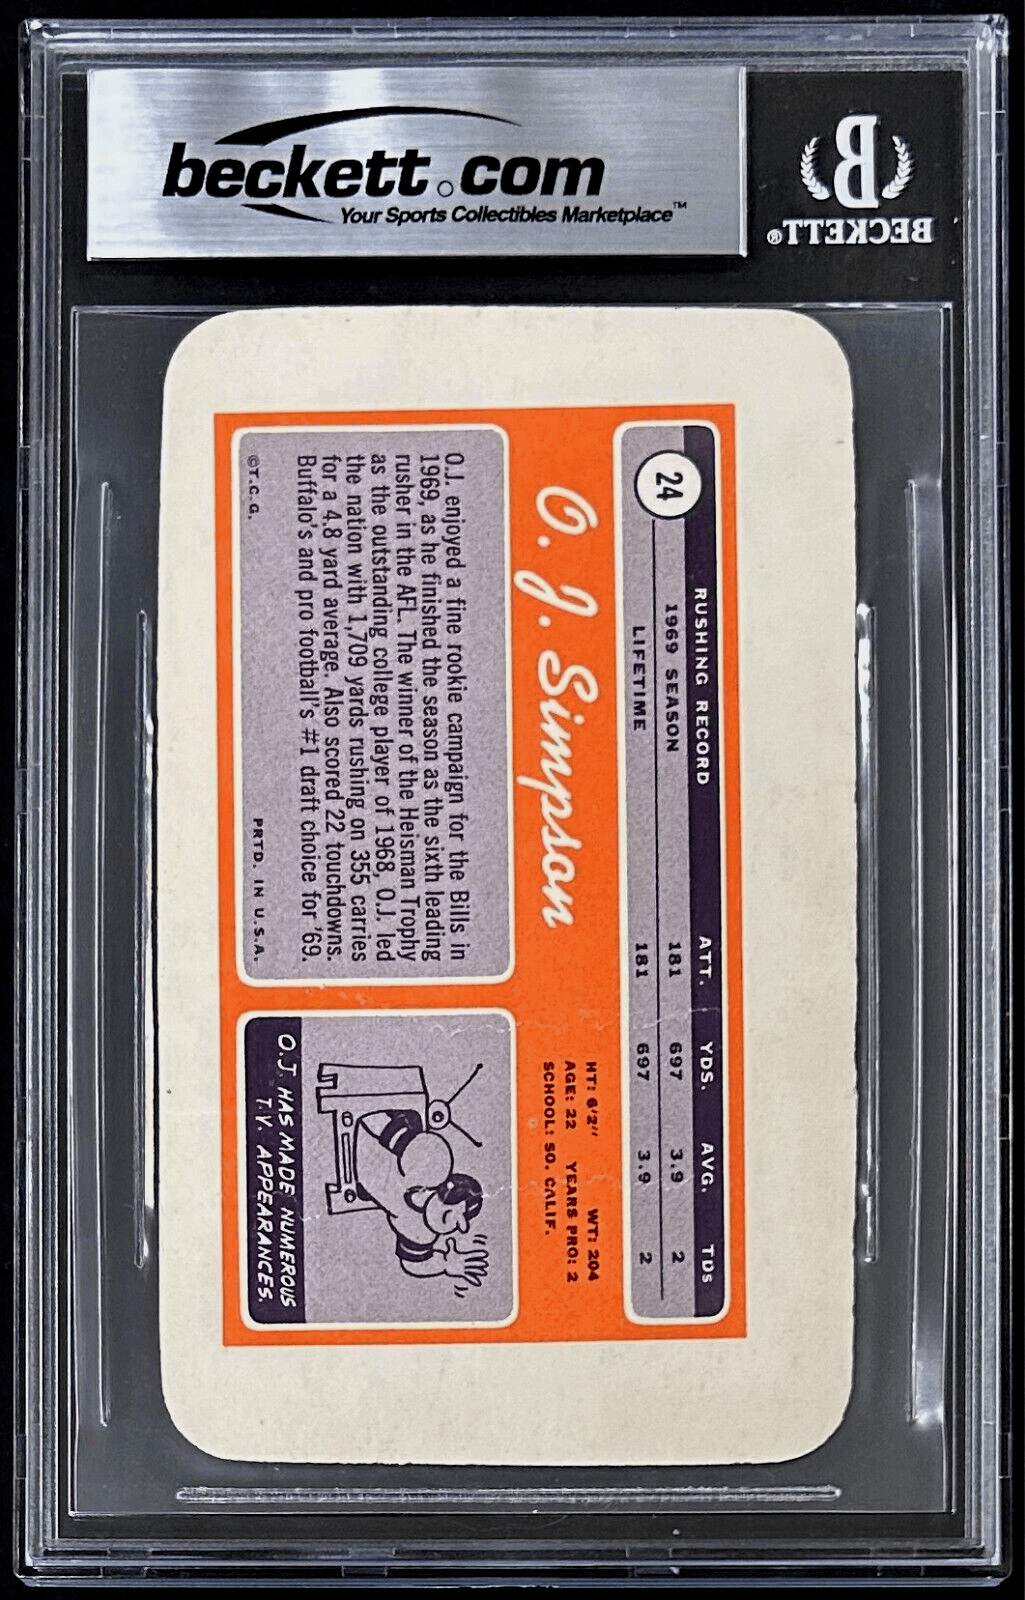 beckett.com
Your Sports Collectibles Marketplace™
BECKETT®
B
24
RUSHING RECORD ATT. YDS. AVG. TDs
1969 SEASON 181 697 3.9 2
LIFETIME 181 697 3.9 2
O. J. Simpson
HT: 6'2" WT: 204
AGE: 22 YEARS PRO: 2
SCHOOL: SO. CALIF.
O.J. enjoyed a fine rookie campaign for the Bills in
1969, as he finished the season as the sixth leading
rusher in the AFL. The winner of the Heisman Trophy
as the outstanding college player of 1968, O.J. led
the nation with 1,709 yards rushing on 355 carries
for a 4.8 yard average. Also scored 22 touchdowns.
Buffalo's and pro football's #1 draft choice for '69.
©T.C.G. PRTD. IN U.S.A.
O.J. HAS MADE NUMEROUS
T.V. APPEARANCES.